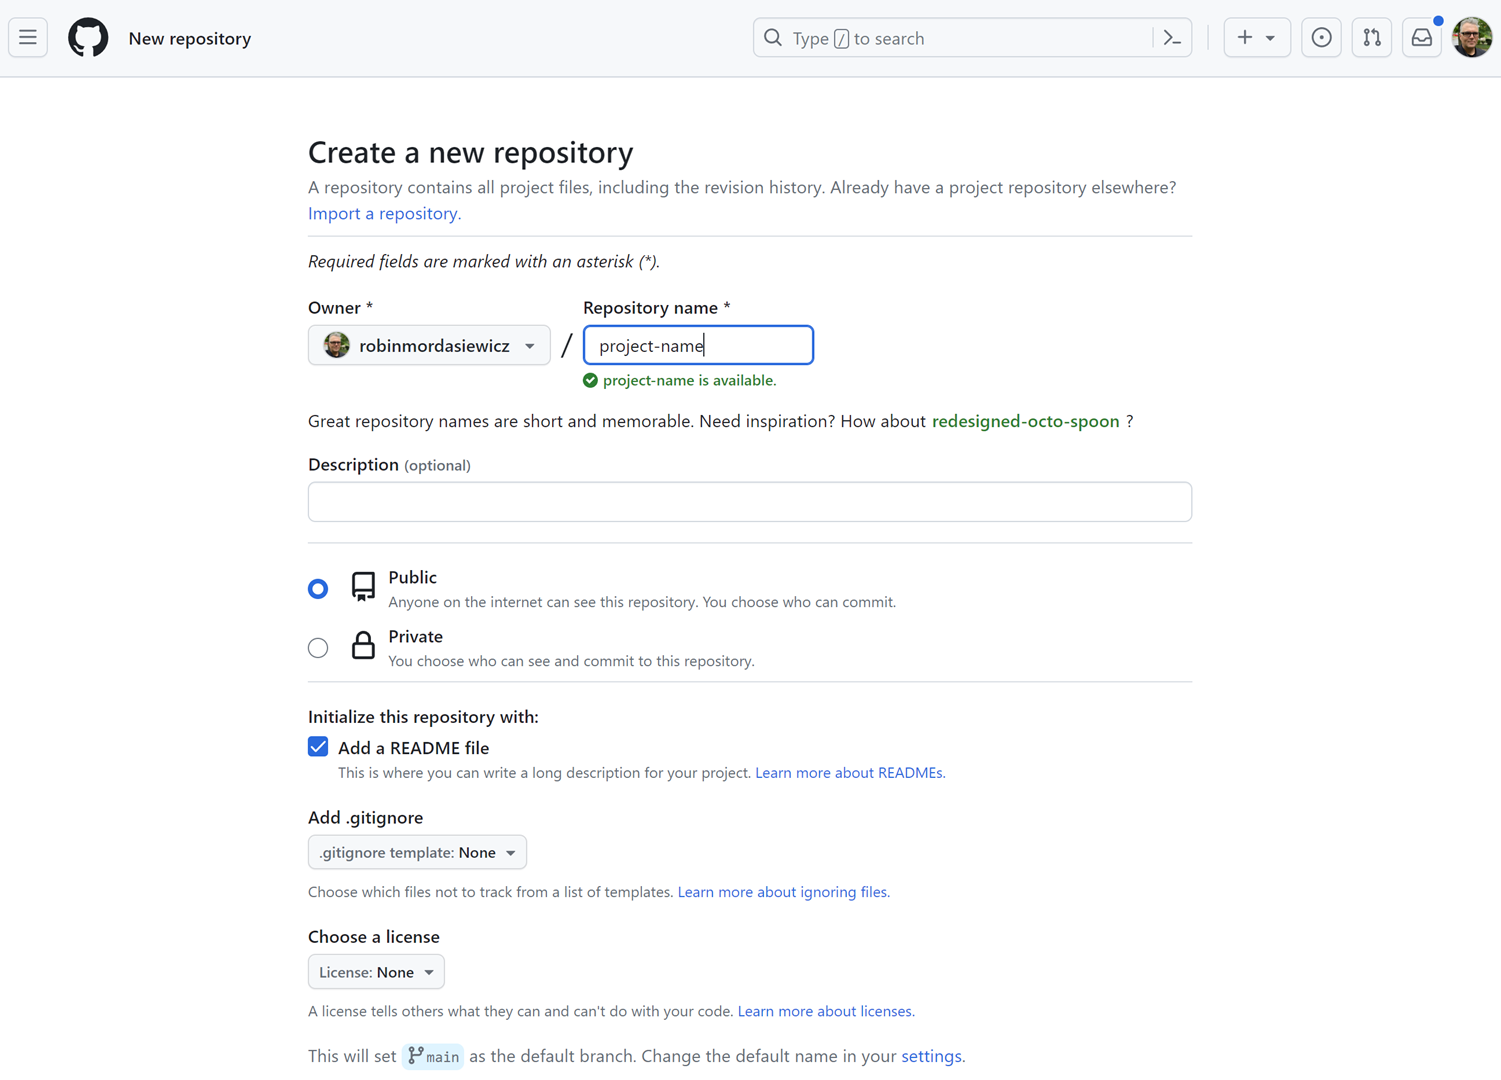 New repository
Type / to search
Create a new repository
A repository contains all project files, including the revision history. Already have a project repository elsewhere?
Import a repository.
Required fields are marked with an asterisk (*).
Owner *
Repository name *
robinmordasiewicz
/
project-name
project-name is available.
Great repository names are short and memorable. Need inspiration? How about redesigned-octo-spoon ?
Description (optional)
Public
Anyone on the internet can see this repository. You choose who can commit.
Private
You choose who can see and commit to this repository.
Initialize this repository with:
Add a README file
This is where you can write a long description for your project. Learn more about READMEs.
Add .gitignore
.gitignore template: None
Choose which files not to track from a list of templates. Learn more about ignoring files.
Choose a license
License: None
A license tells others what they can and can't do with your code. Learn more about licenses.
This will set main as the default branch. Change the default name in your settings.